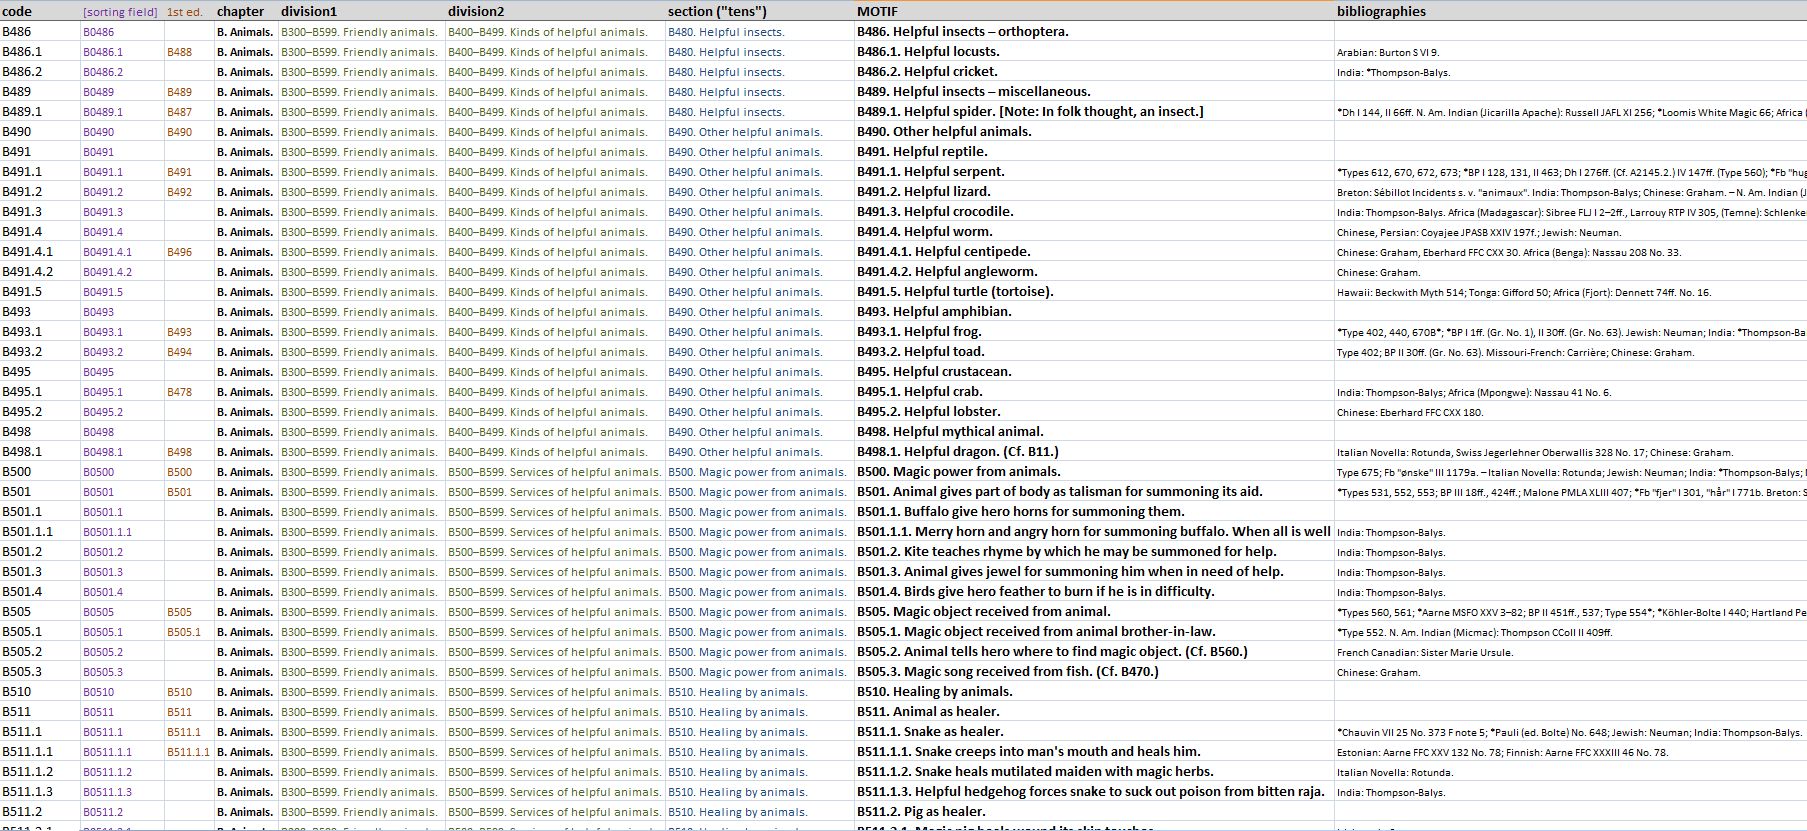 code [sorting field] 1st ed. chapter division1 division2 section ("tens") MOTIF bibliographies
B486 B0486 B. Animals. B300–B599. Friendly animals. B400–B499. Kinds of helpful animals. B480. Helpful insects. B486. Helpful insects – orthoptera.
B486.1 B0486.1 B488 B. Animals. B300–B599. Friendly animals. B400–B499. Kinds of helpful animals. B480. Helpful insects. B486.1. Helpful locusts. Arabian: Burton S VI 9.
B486.2 B0486.2 B. Animals. B300–B599. Friendly animals. B400–B499. Kinds of helpful animals. B480. Helpful insects. B486.2. Helpful cricket. India: *Thompson-Balys.
B489 B0489 B489 B. Animals. B300–B599. Friendly animals. B400–B499. Kinds of helpful animals. B480. Helpful insects. B489. Helpful insects – miscellaneous.
B489.1 B0489.1 B487 B. Animals. B300–B599. Friendly animals. B400–B499. Kinds of helpful animals. B480. Helpful insects. B489.1. Helpful spider. [Note: In folk thought, an insect.] *Dh I 144, II 66ff. N. Am. Indian (Jicarilla Apache): Russell JAFL XI 256; *Loomis White Magic 66; Africa (
B490 B0490 B490 B. Animals. B300–B599. Friendly animals. B400–B499. Kinds of helpful animals. B490. Other helpful animals. B490. Other helpful animals.
B491 B0491 B. Animals. B300–B599. Friendly animals. B400–B499. Kinds of helpful animals. B490. Other helpful animals. B491. Helpful reptile.
B491.1 B0491.1 B491 B. Animals. B300–B599. Friendly animals. B400–B499. Kinds of helpful animals. B490. Other helpful animals. B491.1. Helpful serpent. *Types 612, 670, 672, 673; *BP I 128, 131, II 463; Dh I 276ff. (Cf. A2145.2.) IV 147ff. (Type 560); *Fb "hug
B491.2 B0491.2 B492 B. Animals. B300–B599. Friendly animals. B400–B499. Kinds of helpful animals. B490. Other helpful animals. B491.2. Helpful lizard. Breton: Sébillot Incidents s. v. "animaux". India: Thompson-Balys; Chinese: Graham. – N. Am. Indian (J
B491.3 B0491.3 B. Animals. B300–B599. Friendly animals. B400–B499. Kinds of helpful animals. B490. Other helpful animals. B491.3. Helpful crocodile. India: Thompson-Balys. Africa (Madagascar): Sibree FLJ I 2–2ff., Larrouy RTP IV 305, (Temne): Schlenke
B491.4 B0491.4 B. Animals. B300–B599. Friendly animals. B400–B499. Kinds of helpful animals. B490. Other helpful animals. B491.4. Helpful worm. Chinese, Persian: Coyajee JPASB XXIV 197f.; Jewish: Neuman.
B491.4.1 B0491.4.1 B496 B. Animals. B300–B599. Friendly animals. B400–B499. Kinds of helpful animals. B490. Other helpful animals. B491.4.1. Helpful centipede. Chinese: Graham, Eberhard FFC CXX 30. Africa (Benga): Nassau 208 No. 33.
B491.4.2 B0491.4.2 B. Animals. B300–B599. Friendly animals. B400–B499. Kinds of helpful animals. B490. Other helpful animals. B491.4.2. Helpful angleworm. Chinese: Graham.
B491.5 B0491.5 B. Animals. B300–B599. Friendly animals. B400–B499. Kinds of helpful animals. B490. Other helpful animals. B491.5. Helpful turtle (tortoise). Hawaii: Beckwith Myth 514; Tonga: Gifford 50; Africa (Fjort): Dennett 74ff. No. 16.
B493 B0493 B. Animals. B300–B599. Friendly animals. B400–B499. Kinds of helpful animals. B490. Other helpful animals. B493. Helpful amphibian.
B493.1 B0493.1 B493 B. Animals. B300–B599. Friendly animals. B400–B499. Kinds of helpful animals. B490. Other helpful animals. B493.1. Helpful frog. *Type 402, 440, 670B*; *BP I 1ff. (Gr. No. 1), II 30ff. (Gr. No. 63). Jewish: Neuman; India: *Thompson-Ba
B493.2 B0493.2 B494 B. Animals. B300–B599. Friendly animals. B400–B499. Kinds of helpful animals. B490. Other helpful animals. B493.2. Helpful toad. Type 402; BP II 30ff. (Gr. No. 63). Missouri-French: Carrière; Chinese: Graham.
B495 B0495 B. Animals. B300–B599. Friendly animals. B400–B499. Kinds of helpful animals. B490. Other helpful animals. B495. Helpful crustacean.
B495.1 B0495.1 B478 B. Animals. B300–B599. Friendly animals. B400–B499. Kinds of helpful animals. B490. Other helpful animals. B495.1. Helpful crab. India: Thompson-Balys; Africa (Mpongwe): Nassau 41 No. 6.
B495.2 B0495.2 B. Animals. B300–B599. Friendly animals. B400–B499. Kinds of helpful animals. B490. Other helpful animals. B495.2. Helpful lobster. Chinese: Eberhard FFC CXX 180.
B498 B0498 B. Animals. B300–B599. Friendly animals. B400–B499. Kinds of helpful animals. B490. Other helpful animals. B498. Helpful mythical animal.
B498.1 B0498.1 B498 B. Animals. B300–B599. Friendly animals. B400–B499. Kinds of helpful animals. B490. Other helpful animals. B498.1. Helpful dragon. (Cf. B11.) Italian Novella: Rotunda, Swiss Jegerlehner Oberwallis 328 No. 17; Chinese: Graham.
B500 B0500 B500 B. Animals. B300–B599. Friendly animals. B500–B599. Services of helpful animals. B500. Magic power from animals. B500. Magic power from animals. Type 675; Fb "ønske" III 1179a. – Italian Novella: Rotunda; Jewish: Neuman; India: *Thompson-Balys;
B501 B0501 B501 B. Animals. B300–B599. Friendly animals. B500–B599. Services of helpful animals. B500. Magic power from animals. B501. Animal gives part of body as talisman for summoning its aid. *Types 531, 552, 553; BP III 18ff., 424ff.; Malone PMLA XLIII 407; *Fb "fjer" I 301, "hår" I 771b. Breton: S
B501.1 B0501.1 B. Animals. B300–B599. Friendly animals. B500–B599. Services of helpful animals. B500. Magic power from animals. B501.1. Buffalo give hero horns for summoning them.
B501.1.1 B0501.1.1 B. Animals. B300–B599. Friendly animals. B500–B599. Services of helpful animals. B500. Magic power from animals. B501.1.1. Merry horn and angry horn for summoning buffalo. When all is well India: Thompson-Balys.
B501.2 B0501.2 B. Animals. B300–B599. Friendly animals. B500–B599. Services of helpful animals. B500. Magic power from animals. B501.2. Kite teaches rhyme by which he may be summoned for help. India: Thompson-Balys.
B501.3 B0501.3 B. Animals. B300–B599. Friendly animals. B500–B599. Services of helpful animals. B500. Magic power from animals. B501.3. Animal gives jewel for summoning him when in need of help. India: Thompson-Balys.
B501.4 B0501.4 B. Animals. B300–B599. Friendly animals. B500–B599. Services of helpful animals. B500. Magic power from animals. B501.4. Birds give hero feather to burn if he is in difficulty. India: Thompson-Balys.
B505 B0505 B505 B. Animals. B300–B599. Friendly animals. B500–B599. Services of helpful animals. B500. Magic power from animals. B505. Magic object received from animal. *Types 560, 561; *Aarne MSFO XXV 3–82; BP II 451ff., 537; Type 554*; *Köhler-Bolte I 440; Hartland Pe
B505.1 B0505.1 B505.1 B. Animals. B300–B599. Friendly animals. B500–B599. Services of helpful animals. B500. Magic power from animals. B505.1. Magic object received from animal brother-in-law. *Type 552. N. Am. Indian (Micmac): Thompson CColl II 409ff.
B505.2 B0505.2 B. Animals. B300–B599. Friendly animals. B500–B599. Services of helpful animals. B500. Magic power from animals. B505.2. Animal tells hero where to find magic object. (Cf. B560.) French Canadian: Sister Marie Ursule.
B505.3 B0505.3 B. Animals. B300–B599. Friendly animals. B500–B599. Services of helpful animals. B500. Magic power from animals. B505.3. Magic song received from fish. (Cf. B470.) Chinese: Graham.
B510 B0510 B510 B. Animals. B300–B599. Friendly animals. B500–B599. Services of helpful animals. B510. Healing by animals. B510. Healing by animals.
B511 B0511 B511 B. Animals. B300–B599. Friendly animals. B500–B599. Services of helpful animals. B510. Healing by animals. B511. Animal as healer.
B511.1 B0511.1 B511.1 B. Animals. B300–B599. Friendly animals. B500–B599. Services of helpful animals. B510. Healing by animals. B511.1. Snake as healer. *Chauvin VII 25 No. 373 F note 5; *Pauli (ed. Bolte) No. 648; Jewish: Neuman; India: Thompson-Balys.
B511.1.1 B0511.1.1 B511.1.1 B. Animals. B300–B599. Friendly animals. B500–B599. Services of helpful animals. B510. Healing by animals. B511.1.1. Snake creeps into man's mouth and heals him. Estonian: Aarne FFC XXV 132 No. 78; Finnish: Aarne FFC XXXIII 46 No. 78.
B511.1.2 B0511.1.2 B. Animals. B300–B599. Friendly animals. B500–B599. Services of helpful animals. B510. Healing by animals. B511.1.2. Snake heals mutilated maiden with magic herbs. Italian Novella: Rotunda.
B511.1.3 B0511.1.3 B. Animals. B300–B599. Friendly animals. B500–B599. Services of helpful animals. B510. Healing by animals. B511.1.3. Helpful hedgehog forces snake to suck out poison from bitten raja. India: Thompson-Balys.
B511.2 B0511.2 B. Animals. B300–B599. Friendly animals. B500–B599. Services of helpful animals. B510. Healing by animals. B511.2. Pig as healer.